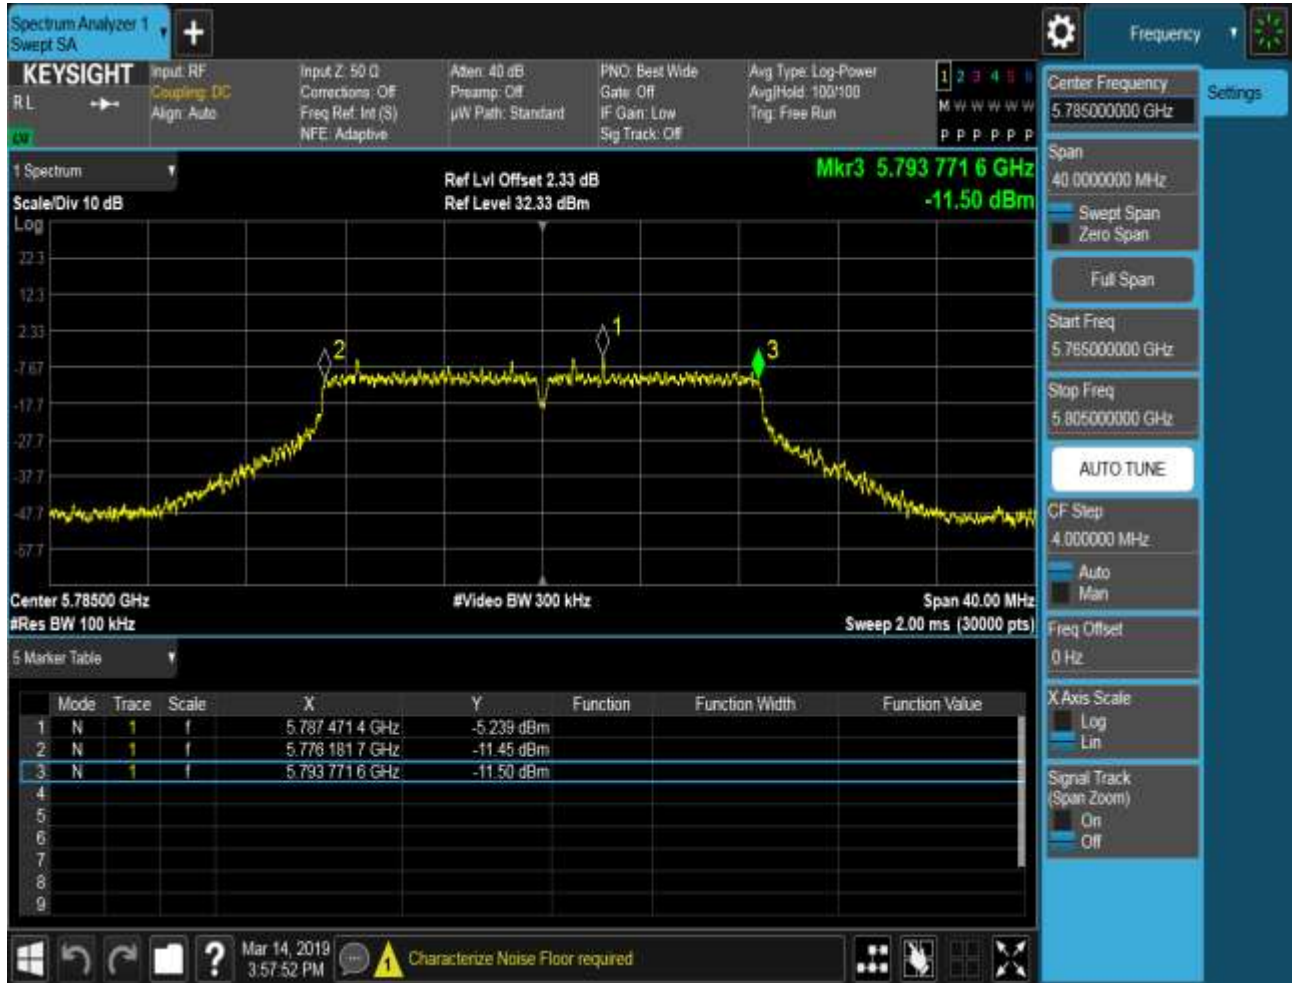 Spectrum Analyzer 1
Swept SA
+
Frequency
KEYSIGHT
R L
Input: RF
Coupling: DC
Align: Auto
Input Z: 50 Ω
Corrections: Off
Freq Ref: Int (S)
NFE: Adaptive
Atten: 40 dB
Preamp: Off
µW Path: Standard
PNO: Best Wide
Gate: Off
IF Gain: Low
Sig Track: Off
Avg Type: Log-Power
Avg|Hold: 100/100
Trig: Free Run
1 2 3 4 5 6
M W W W W W
P P P P P P
1 Spectrum
Scale/Div 10 dB
Ref Lvl Offset 2.33 dB
Ref Level 32.33 dBm
Mkr3 5.793 771 6 GHz
-11.50 dBm
Log
22.3
12.3
2.33
-7.67
-17.7
-27.7
-37.7
-47.7
-57.7
2
1
3
Center 5.78500 GHz
#Res BW 100 kHz
#Video BW 300 kHz
Span 40.00 MHz
Sweep 2.00 ms (30000 pts)
5 Marker Table
Mode Trace Scale X Y Function Function Width Function Value
1 N 1 f 5.787 471 4 GHz -5.239 dBm
2 N 1 f 5.776 181 7 GHz -11.45 dBm
3 N 1 f 5.793 771 6 GHz -11.50 dBm
4
5
6
7
8
9
Mar 14, 2019
3:57:52 PM
?
1
Characterize Noise Floor required
Center Frequency
5.785000000 GHz
Settings
Span
40.0000000 MHz
Swept Span
Zero Span
Full Span
Start Freq
5.765000000 GHz
Stop Freq
5.805000000 GHz
AUTO TUNE
CF Step
4.000000 MHz
Auto
Man
Freq Offset
0 Hz
X Axis Scale
Log
Lin
Signal Track
(Span Zoom)
On
Off